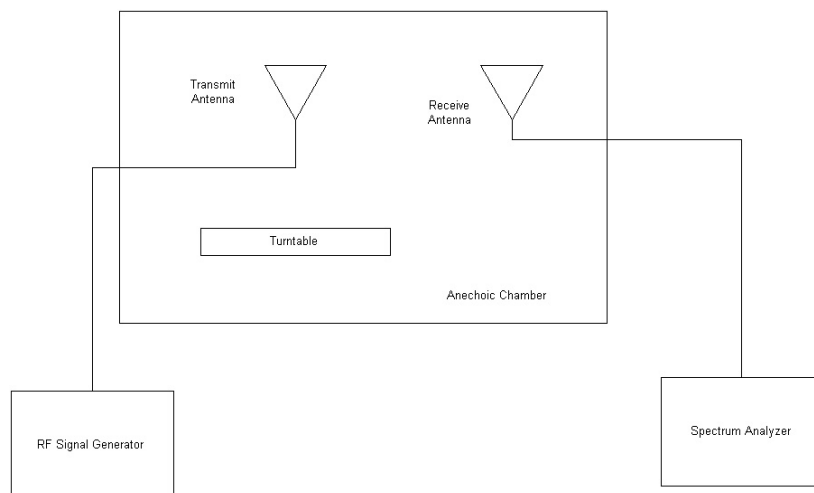 Transmit
Antenna
Receive
Antenna
Turntable
Anechoic Chamber
RF Signal Generator
Spectrum Analyzer